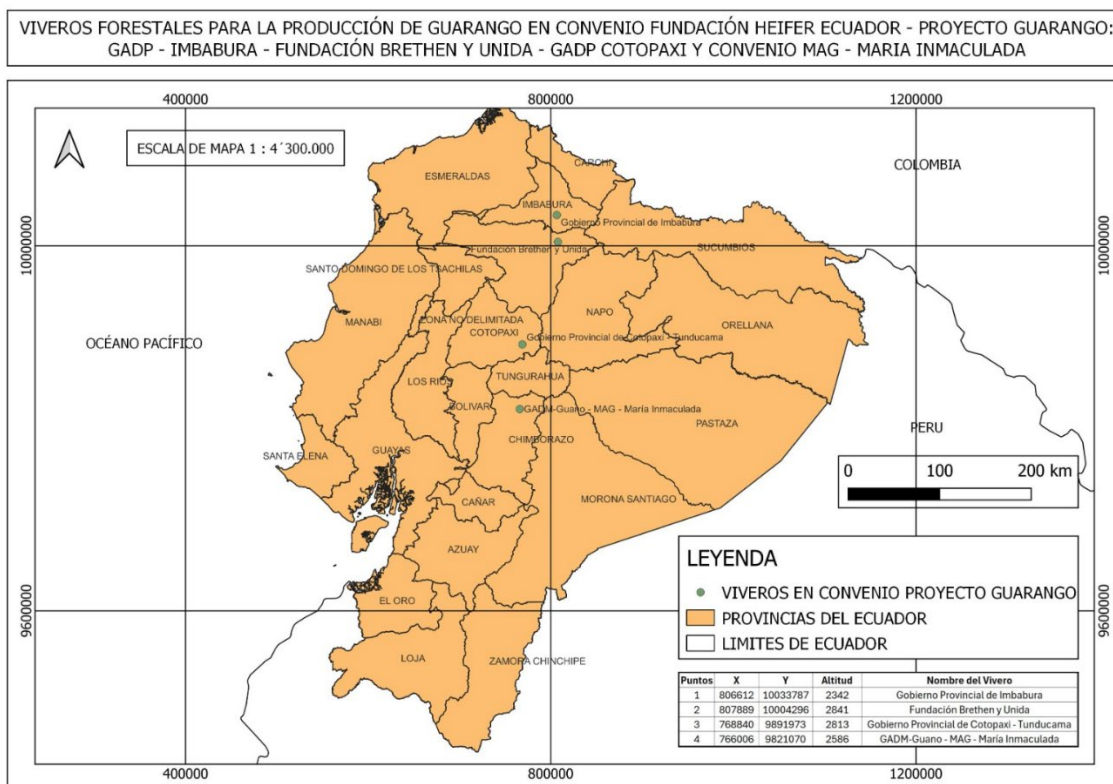 VIVEROS FORESTALES PARA LA PRODUCCIÓN DE GUARANGO EN CONVENIO FUNDACIÓN HEIFER ECUADOR - PROYECTO GUARANGO:
GADP - IMBABURA - FUNDACIÓN BRETHEN Y UNIDA - GADP COTOPAXI Y CONVENIO MAG - MARIA INMACULADA
400000 800000 1200000
ESCALA DE MAPA 1 : 4´300.000
COLOMBIA
CARCHI
ESMERALDAS
IMBABURA
Gobierno Provincial de Imbabura
10000000 10000000
Fundación Brethen y Unida
SUCUMBIOS
SANTO DOMINGO DE LOS TSACHILAS
NAPO
ZONA NO DELIMITADA
MANABI
ORELLANA
COTOPAXI
Gobierno Provincial de Cotopaxi - Tunducama
OCÉANO PACÍFICO
TUNGURAHUA
LOS RIOS
BOLIVAR
GADM-Guano - MAG - María Inmaculada
PASTAZA
PERU
CHIMBORAZO
GUAYAS
SANTA ELENA
0 100 200 km
MORONA SANTIAGO
CAÑAR
AZUAY
LEYENDA
VIVEROS EN CONVENIO PROYECTO GUARANGO
PROVINCIAS DEL ECUADOR
LIMITES DE ECUADOR
EL ORO
9600000 9600000
LOJA
ZAMORA CHINCHIPE
Puntos X Y Altitud Nombre del Vivero
1 806612 10033787 2342 Gobierno Provincial de Imbabura
2 807889 10004296 2841 Fundación Brethen y Unida
3 768840 9891973 2813 Gobierno Provincial de Cotopaxi - Tunducama
4 766006 9821070 2586 GADM-Guano - MAG - María Inmaculada
400000 800000 1200000